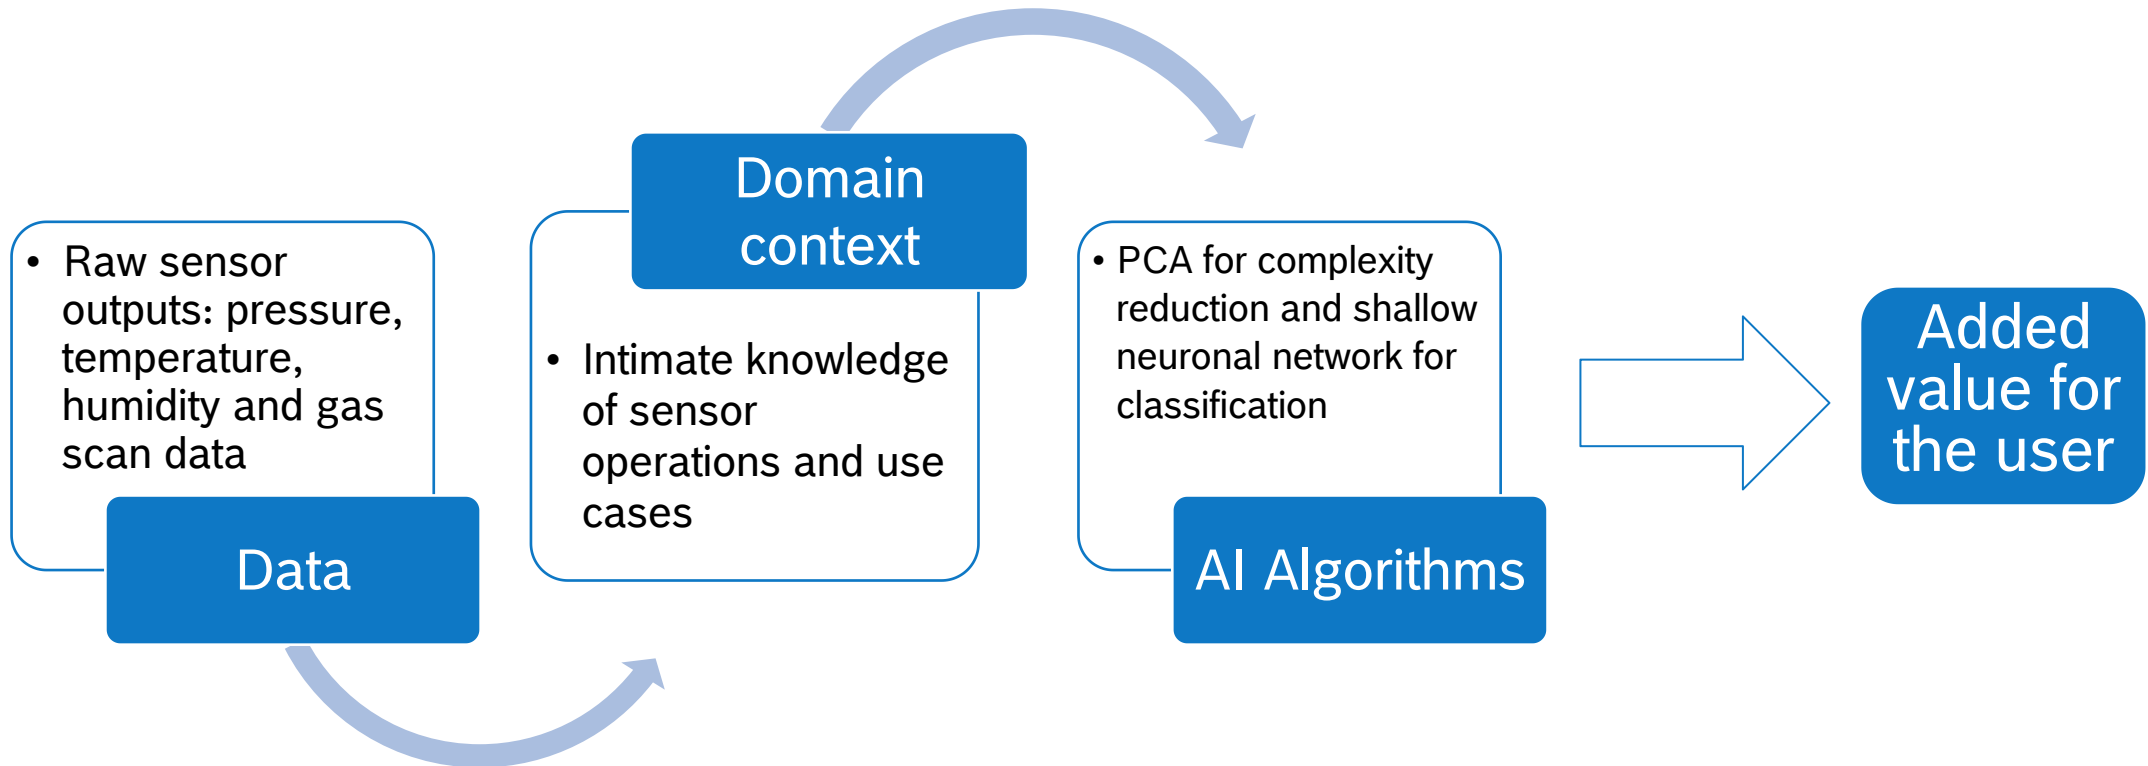 • Raw sensor
outputs: pressure,
temperature,
humidity and gas
scan data
Data
Domain
context
• Intimate knowledge
of sensor
operations and use
cases
• PCA for complexity
reduction and shallow
neuronal network for
classification
AI Algorithms
Added
value for
the user